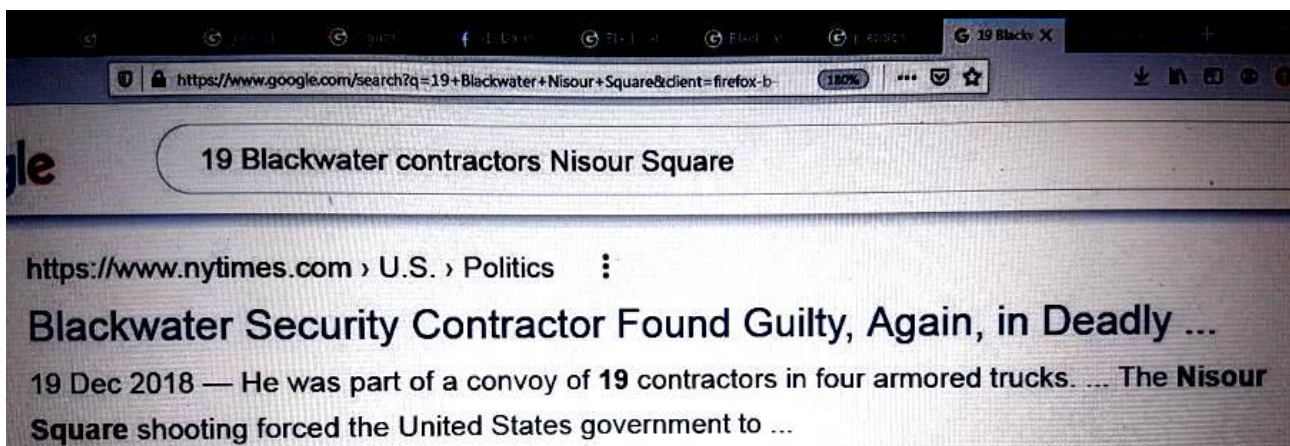 19 Blackv
https://www.google.com/search?q=19+Blackwater+Nisour+Square&client=firefox-b- 180%
gle 19 Blackwater contractors Nisour Square
https://www.nytimes.com › U.S. › Politics
Blackwater Security Contractor Found Guilty, Again, in Deadly ...
19 Dec 2018 — He was part of a convoy of 19 contractors in four armored trucks. ... The Nisour
Square shooting forced the United States government to ...